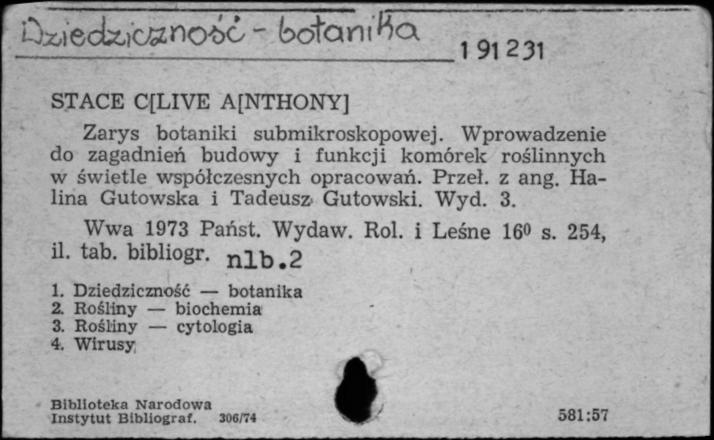 Dziedziczność - botanika
191231
STACE C[LIVE A[NTHONY]
Zarys botaniki submikroskopowej. Wprowadzenie
do zagadnień budowy i funkcji komórek roślinnych
w świetle współczesnych opracowań. Przeł. z ang. Ha-
lina Gutowska i Tadeusz Gutowski. Wyd. 3.
Wwa 1973 Państ. Wydaw. Rol. i Leśne 16⁰ s. 254,
il. tab. bibliogr. nlb.2
1. Dziedziczność — botanika
2. Rośliny — biochemia
3. Rośliny — cytologia
4. Wirusy
Biblioteka Narodowa
Instytut Bibliograf. 306/74
581:57